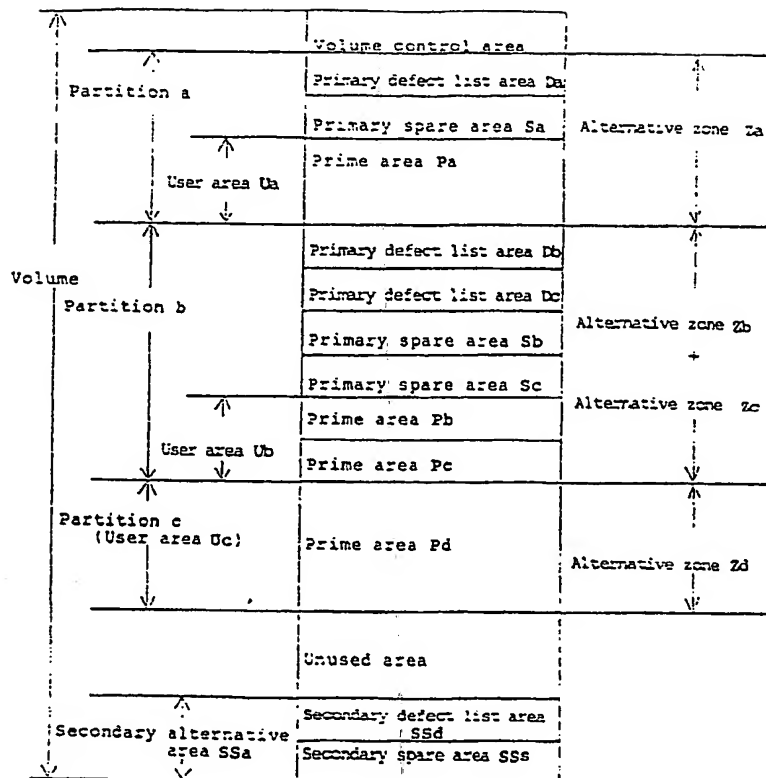 Volume control area
Primary defect list area Da
Partition a
Primary spare area Sa
Alternative zone Za
Prime area Pa
User area Ua
Primary defect list area Db
Volume
Primary defect list area Dc
Partition b
Alternative zone Zb
Primary spare area Sb
+
Primary spare area Sc
Alternative zone Zc
Prime area Pb
User area Ub
Prime area Pc
Partition c
(User area Uc)
Prime area Pd
Alternative zone Zd
Unused area
Secondary defect list area
SSd
Secondary alternative
area SSa
Secondary spare area SSs